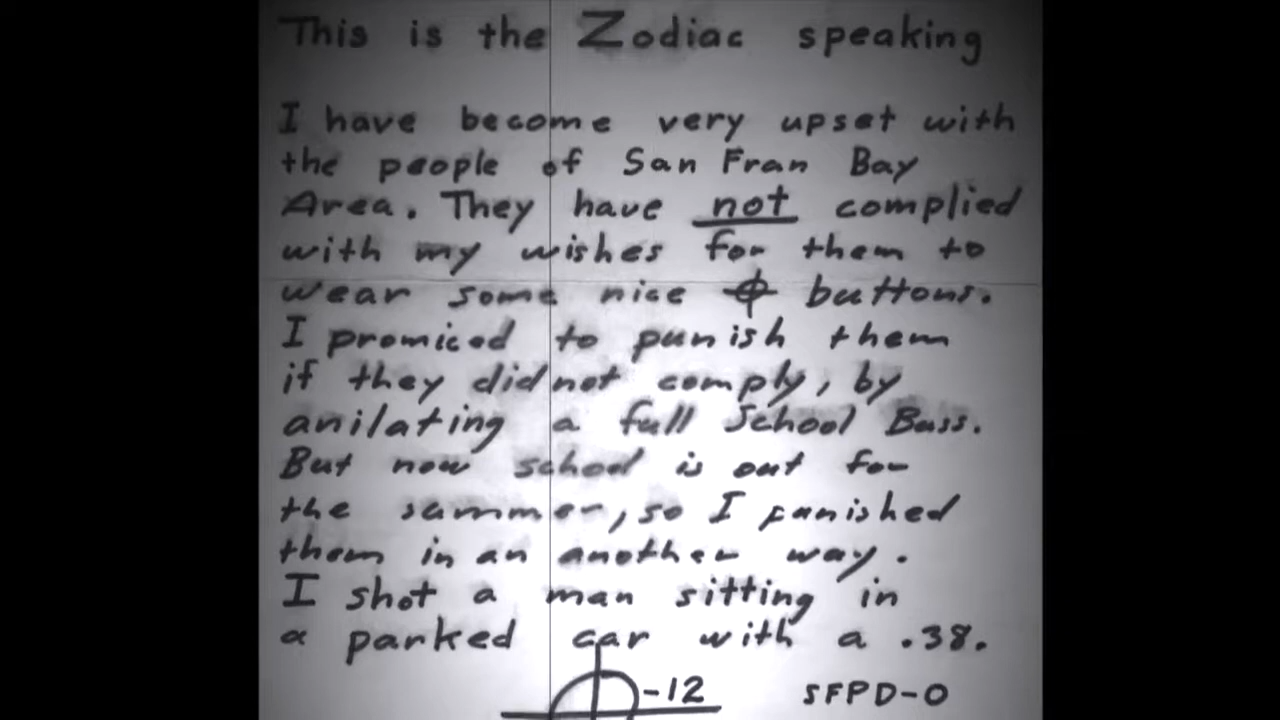 This is the Zodiac speaking
I have become very upset with
the people of San Fran Bay
Area. They have not complied
with my wishes for them to
wear some nice ⌖ buttons.
I promiced to punish them
if they did not comply, by
anilating a full School Buss.
But now school is out for
the summer, so I punished
them in an another way.
I shot a man sitting in
a parked car with a .38.
-12 SFPD-0